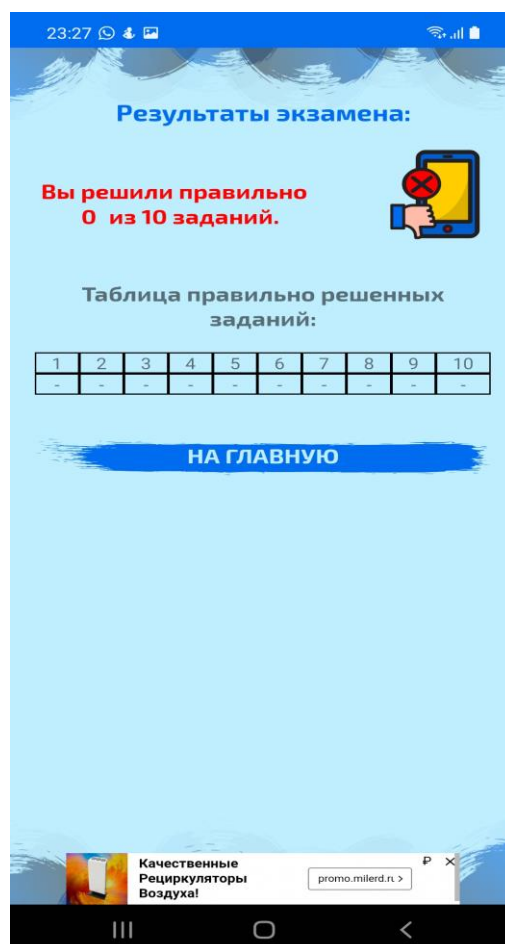 23:27
Результаты экзамена:
Вы решили правильно
0 из 10 заданий.
Таблица правильно решенных
заданий:
1 2 3 4 5 6 7 8 9 10
- - - - - - - - - -
НА ГЛАВНУЮ
Качественные
Рециркуляторы
Воздуха!
promo.milerd.ru >
₽